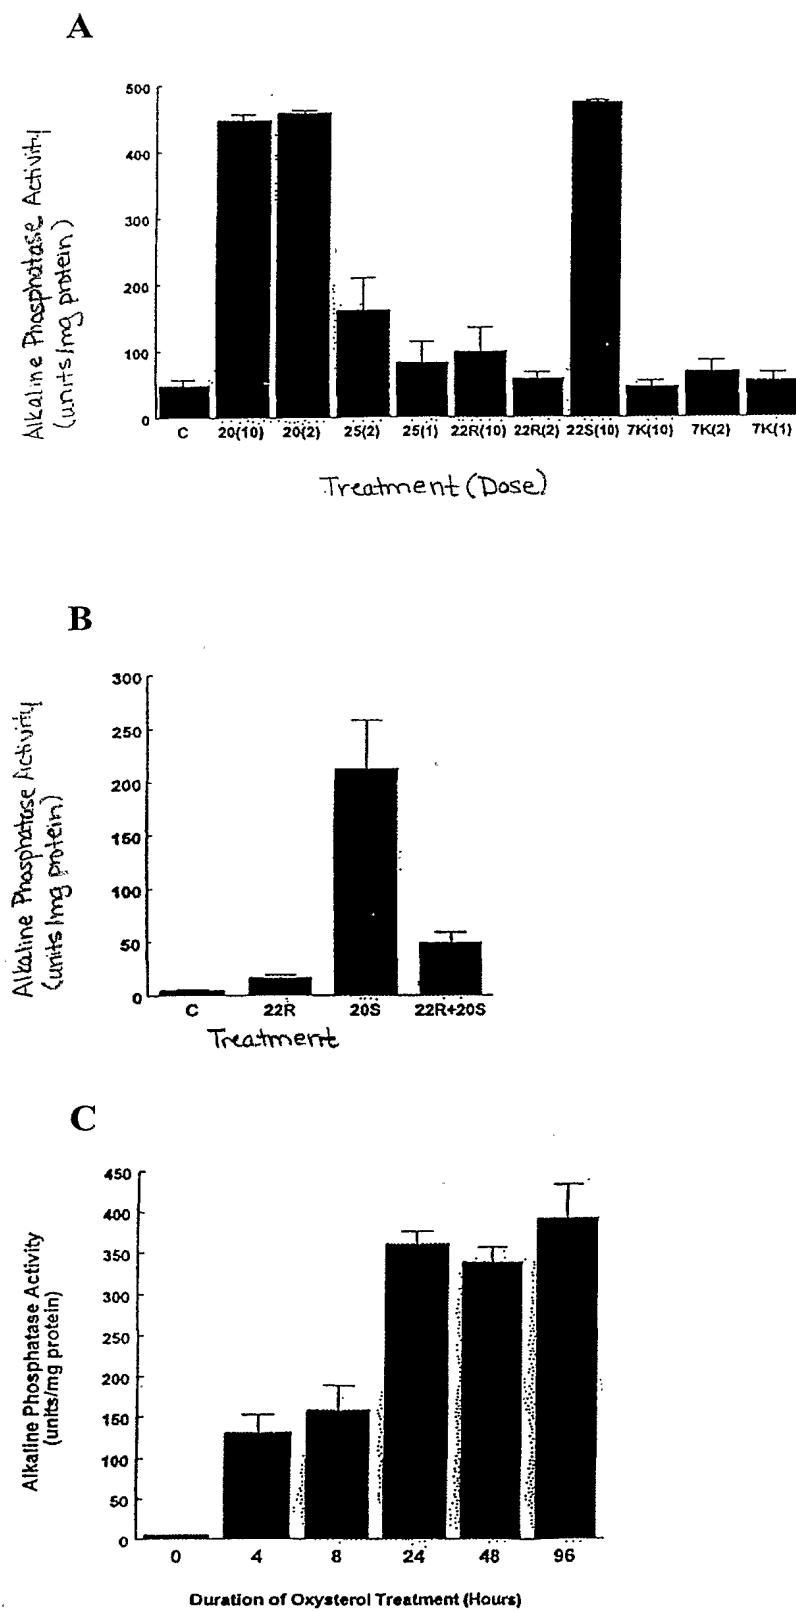 A
Alkaline Phosphatase Activity
(units/mg protein)
500
400
300
200
100
0
C 20(10) 20(2) 25(2) 25(1) 22R(10) 22R(2) 22S(10) 7K(10) 7K(2) 7K(1)
Treatment (Dose)
B
Alkaline Phosphatase Activity
(units/mg protein)
300
250
200
150
100
50
0
C 22R 20S 22R+20S
Treatment
C
Alkaline Phosphatase Activity
(units/mg protein)
450
400
350
300
250
200
150
100
50
0
0 4 8 24 48 96
Duration of Oxysterol Treatment (Hours)